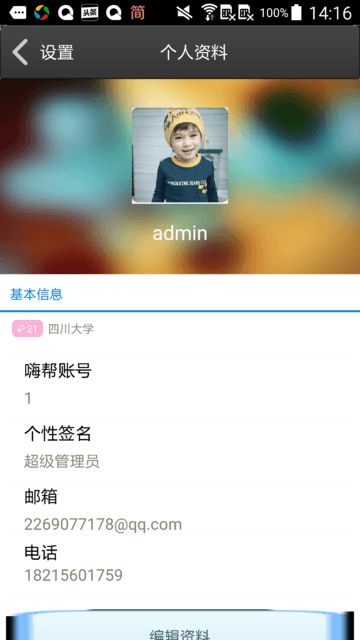 头条 简 100% 14:16
设置 个人资料
admin
基本信息
21 四川大学
嗨帮账号
1
个性签名
超级管理员
邮箱
2269077178@qq.com
电话
18215601759
编辑资料